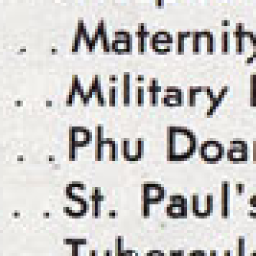 . . Maternity
. . Military
. . Phu Doan
. . St. Paul's